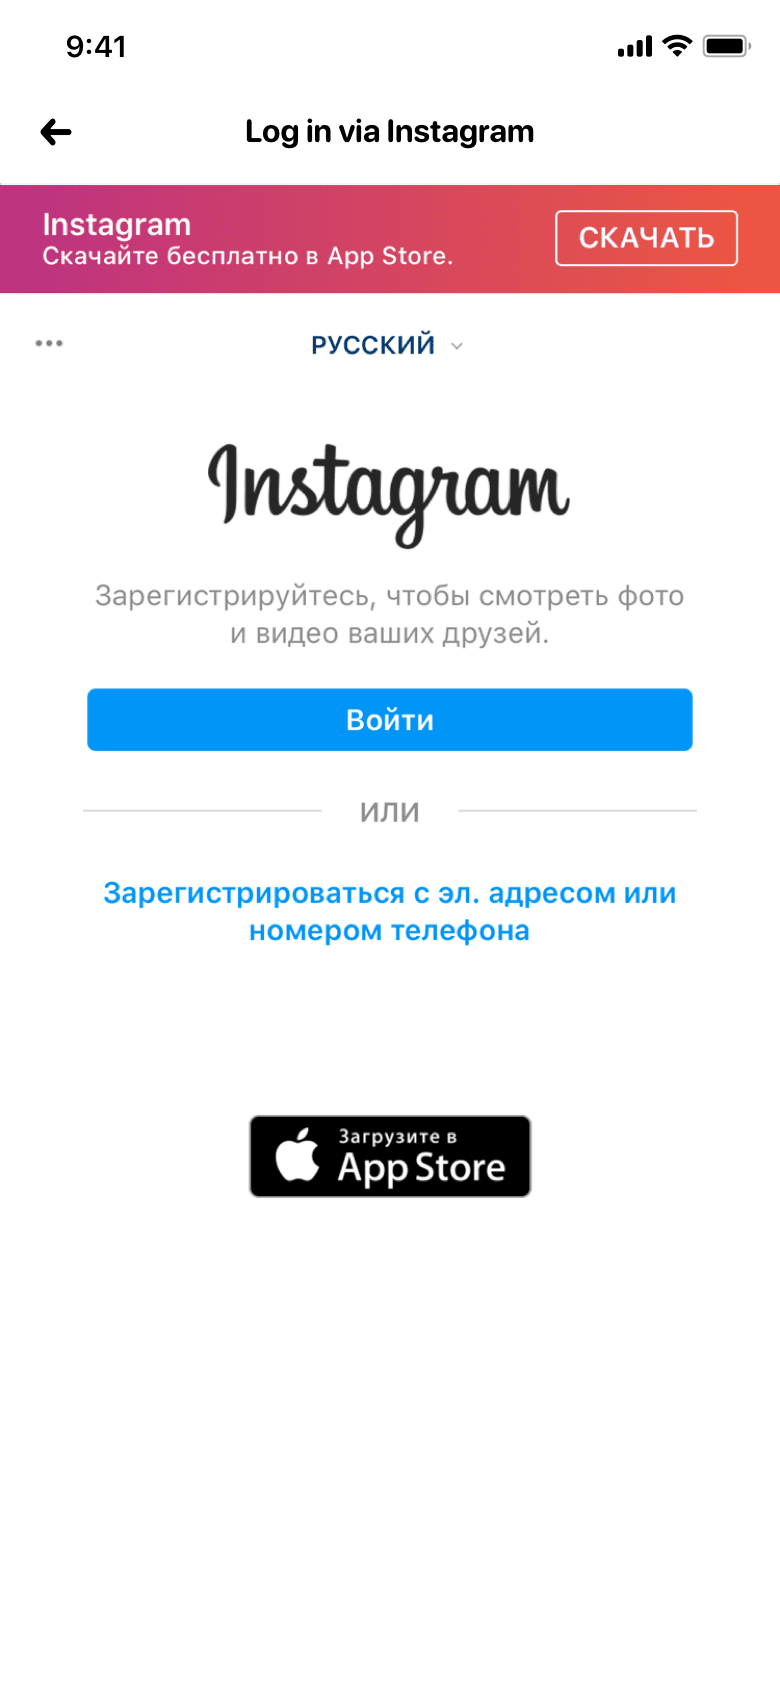 9:41
Log in via Instagram
Instagram
Скачайте бесплатно в App Store.
СКАЧАТЬ
РУССКИЙ
Instagram
Зарегистрируйтесь, чтобы смотреть фото
и видео ваших друзей.
Войти
ИЛИ
Зарегистрироваться с эл. адресом или
номером телефона
Загрузите в
App Store